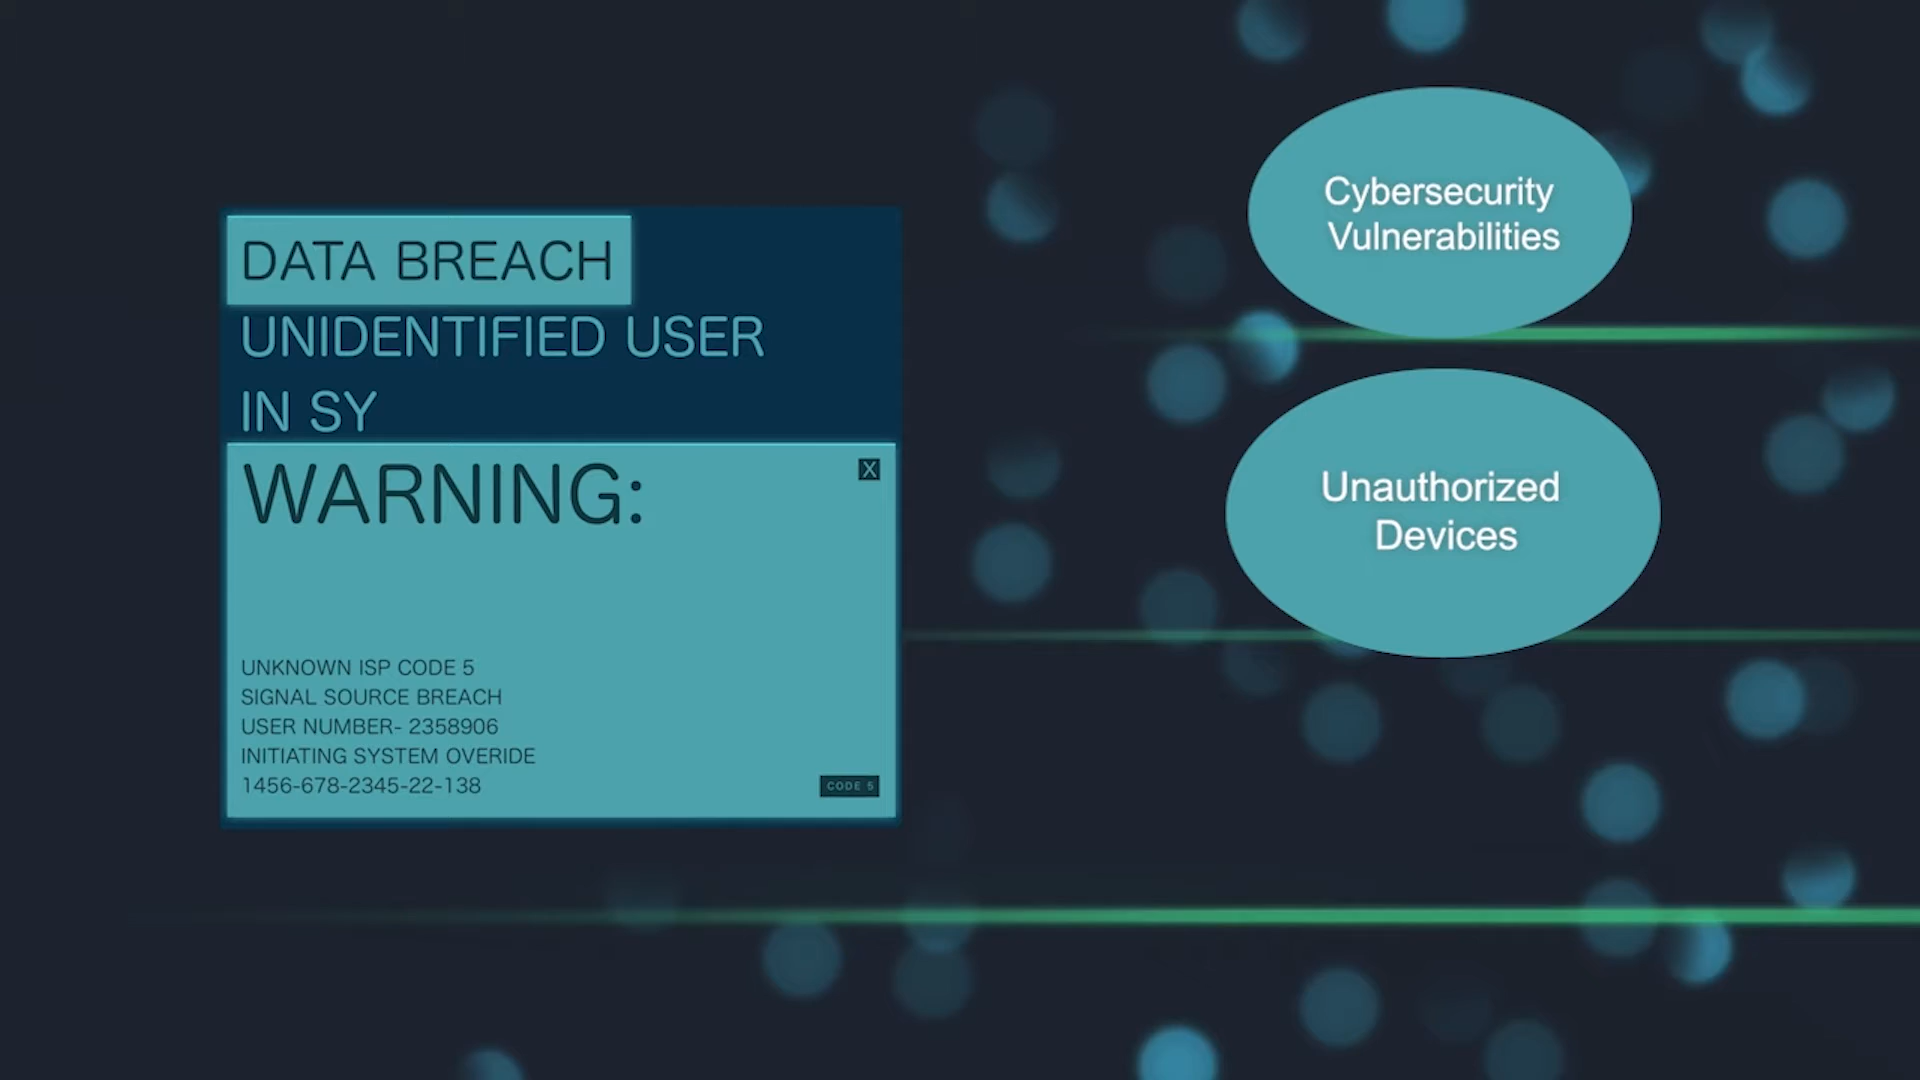 DATA BREACH
UNIDENTIFIED USER
IN SY
WARNING:
X
UNKNOWN ISP CODE 5
SIGNAL SOURCE BREACH
USER NUMBER- 2358906
INITIATING SYSTEM OVERIDE
1456-678-2345-22-138
CODE 5
Cybersecurity
Vulnerabilities
Unauthorized
Devices